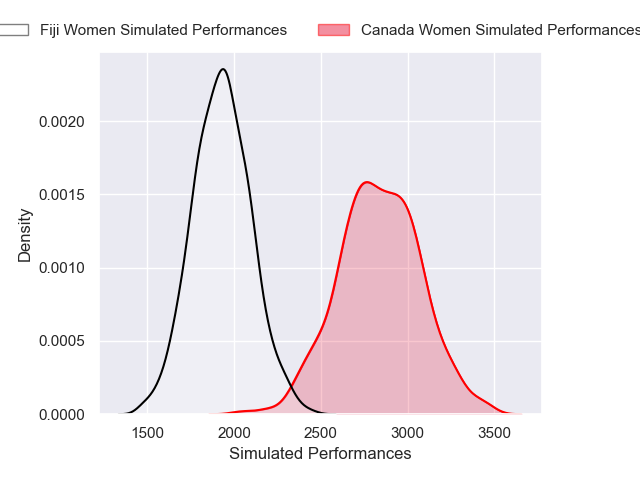 Fiji Women Simulated Performances
Canada Women Simulated Performances
Density
0.0020
0.0015
0.0010
0.0005
0.0000
1500 2000 2500 3000 3500
Simulated Performances